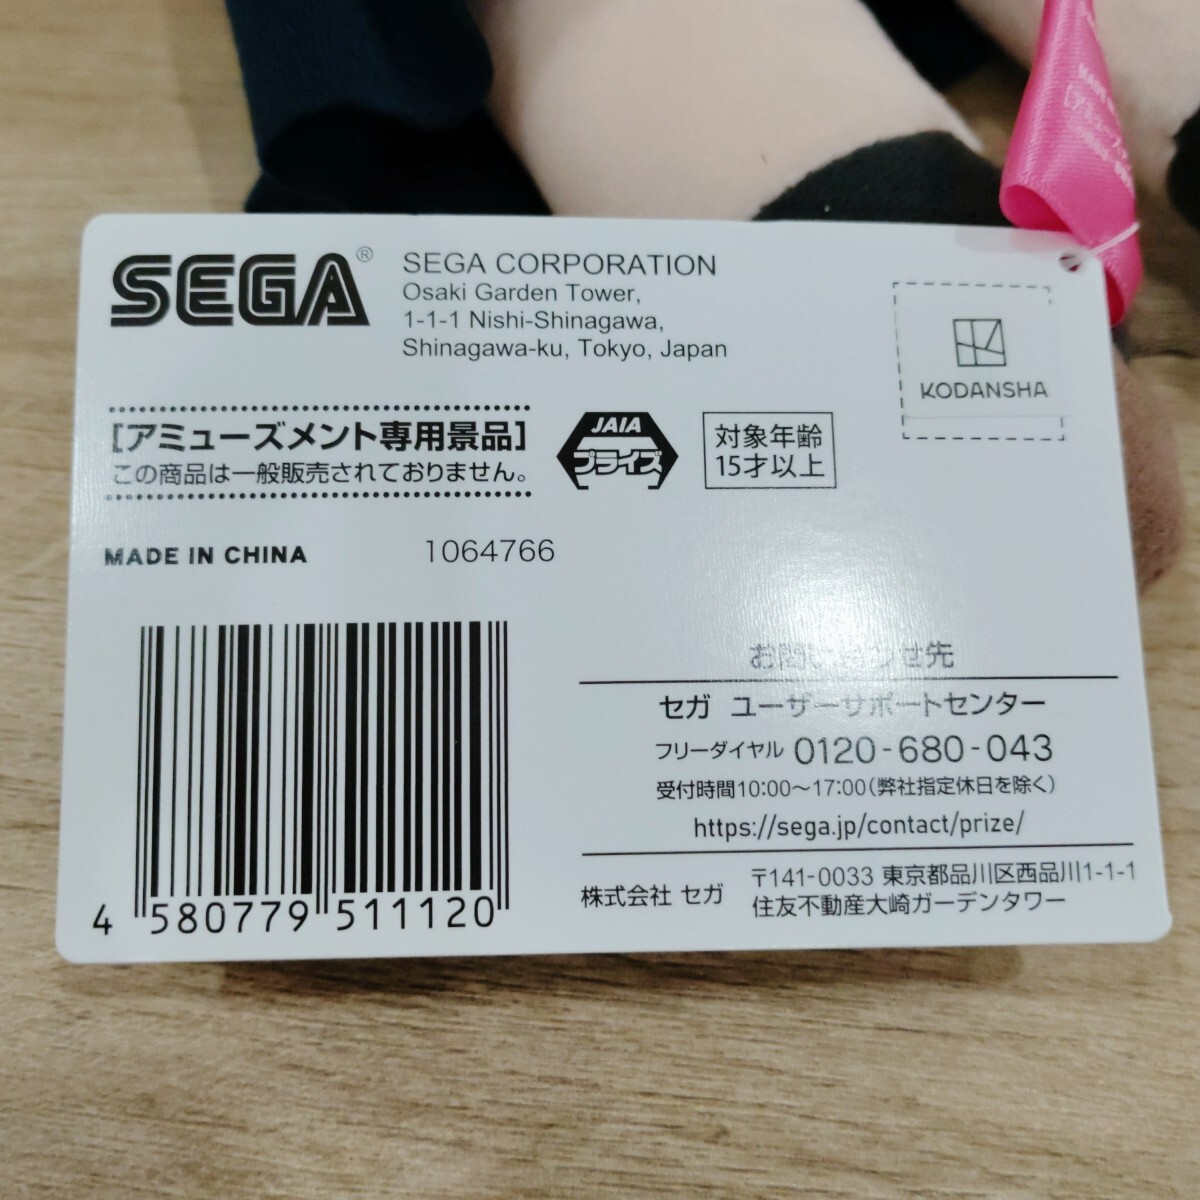 SEGA®
SEGA CORPORATION
Osaki Garden Tower,
1-1-1 Nishi-Shinagawa,
Shinagawa-ku, Tokyo, Japan
KODANSHA
[アミューズメント専用景品]
この商品は一般販売されておりません。
JAIA
プライズ
対象年齢
15才以上
MADE IN CHINA
1064766
4 580779 511120
お問い合わせ先
セガ ユーザーサポートセンター
フリーダイヤル 0120-680-043
受付時間10:00～17:00(弊社指定休日を除く)
https://sega.jp/contact/prize/
株式会社 セガ
〒141-0033 東京都品川区西品川1-1-1
住友不動産大崎ガーデンタワー